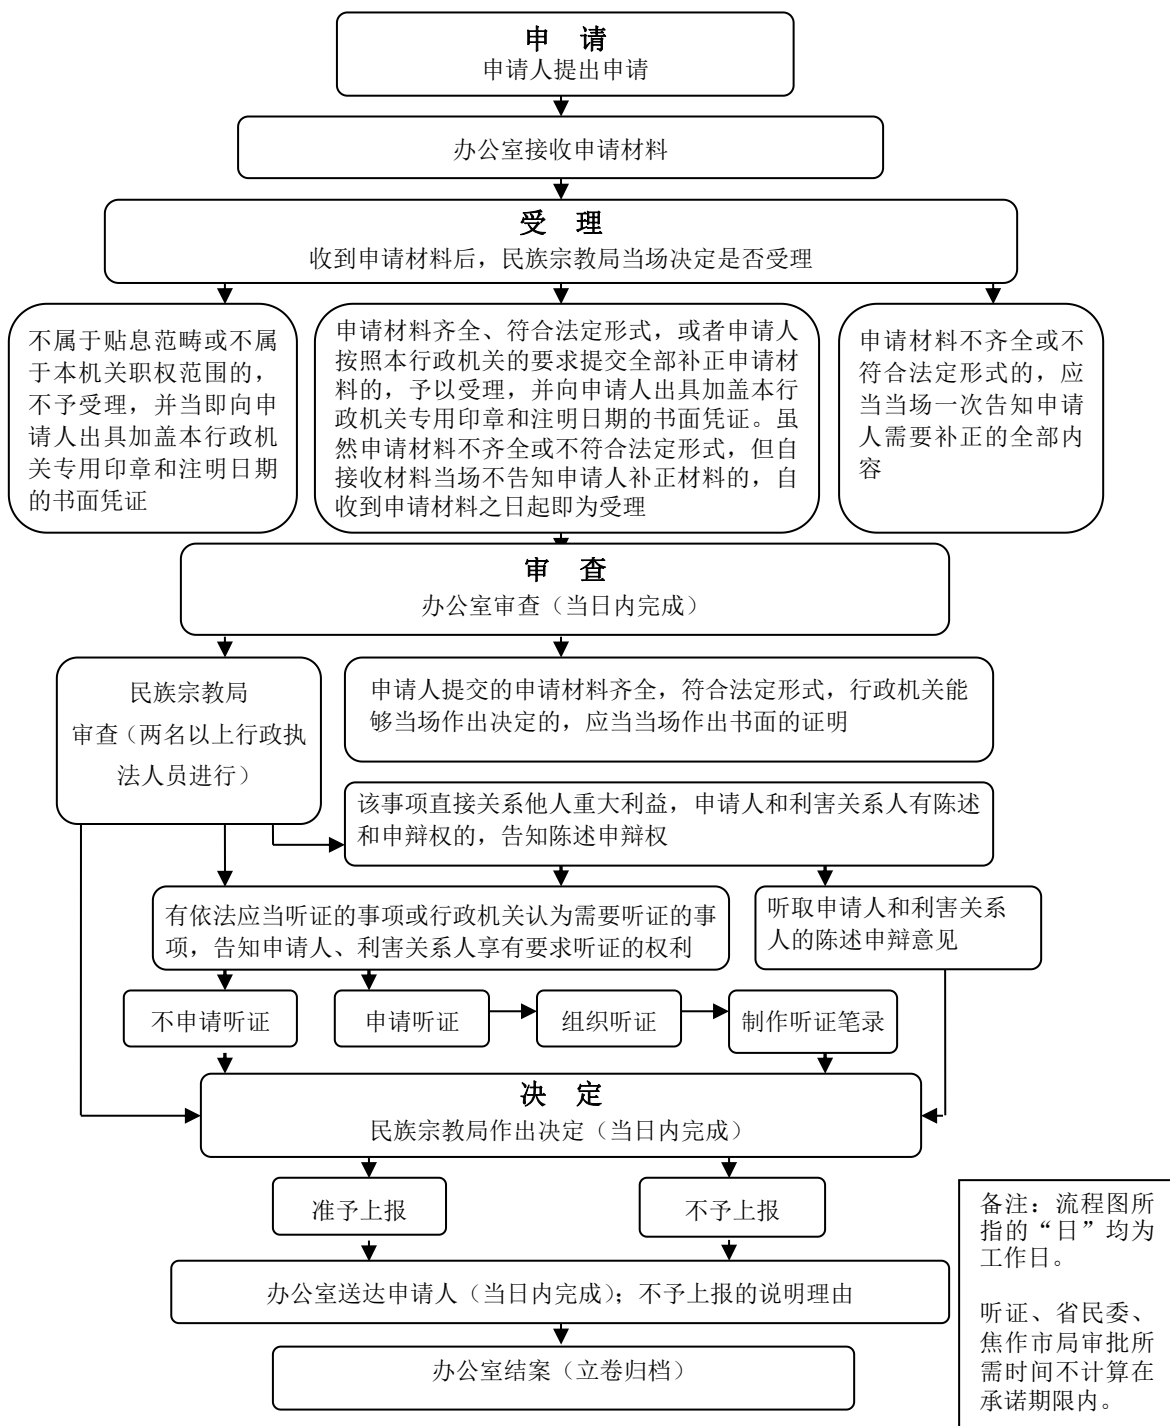 申 请
申请人提出申请
办公室接收申请材料
受 理
收到申请材料后，民族宗教局当场决定是否受理
不属于贴息范畴或不属
于本机关职权范围的，
不予受理，并当即向申
请人出具加盖本行政机
关专用印章和注明日期
的书面凭证
申请材料齐全、符合法定形式，或者申请人
按照本行政机关的要求提交全部补正申请材
料的，予以受理，并向申请人出具加盖本行
政机关专用印章和注明日期的书面凭证。虽
然申请材料不齐全或不符合法定形式，但自
接收材料当场不告知申请人补正材料的，自
收到申请材料之日起即为受理
申请材料不齐全或不
符合法定形式的，应
当当场一次告知申请
人需要补正的全部内
容
审 查
办公室审查（当日内完成）
民族宗教局
审查（两名以上行政执
法人员进行）
申请人提交的申请材料齐全，符合法定形式，行政机关能
够当场作出决定的，应当当场作出书面的证明
该事项直接关系他人重大利益，申请人和利害关系人有陈述
和申辩权的，告知陈述申辩权
有依法应当听证的事项或行政机关认为需要听证的事
项，告知申请人、利害关系人享有要求听证的权利
听取申请人和利害关系
人的陈述申辩意见
不申请听证
申请听证
组织听证
制作听证笔录
决 定
民族宗教局作出决定（当日内完成）
准予上报
不予上报
办公室送达申请人（当日内完成）；不予上报的说明理由
办公室结案（立卷归档）
备注：流程图所
指的“日”均为
工作日。
听证、省民委、
焦作市局审批所
需时间不计算在
承诺期限内。